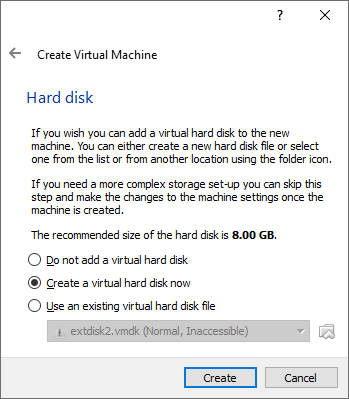 ?
Create Virtual Machine
Hard disk
If you wish you can add a virtual hard disk to the new
machine. You can either create a new hard disk file or select
one from the list or from another location using the folder icon.
If you need a more complex storage set-up you can skip this
step and make the changes to the machine settings once the
machine is created.
The recommended size of the hard disk is 8.00 GB.
Do not add a virtual hard disk
Create a virtual hard disk now
Use an existing virtual hard disk file
extdisk2.vmdk (Normal, Inaccessible)
Create Cancel